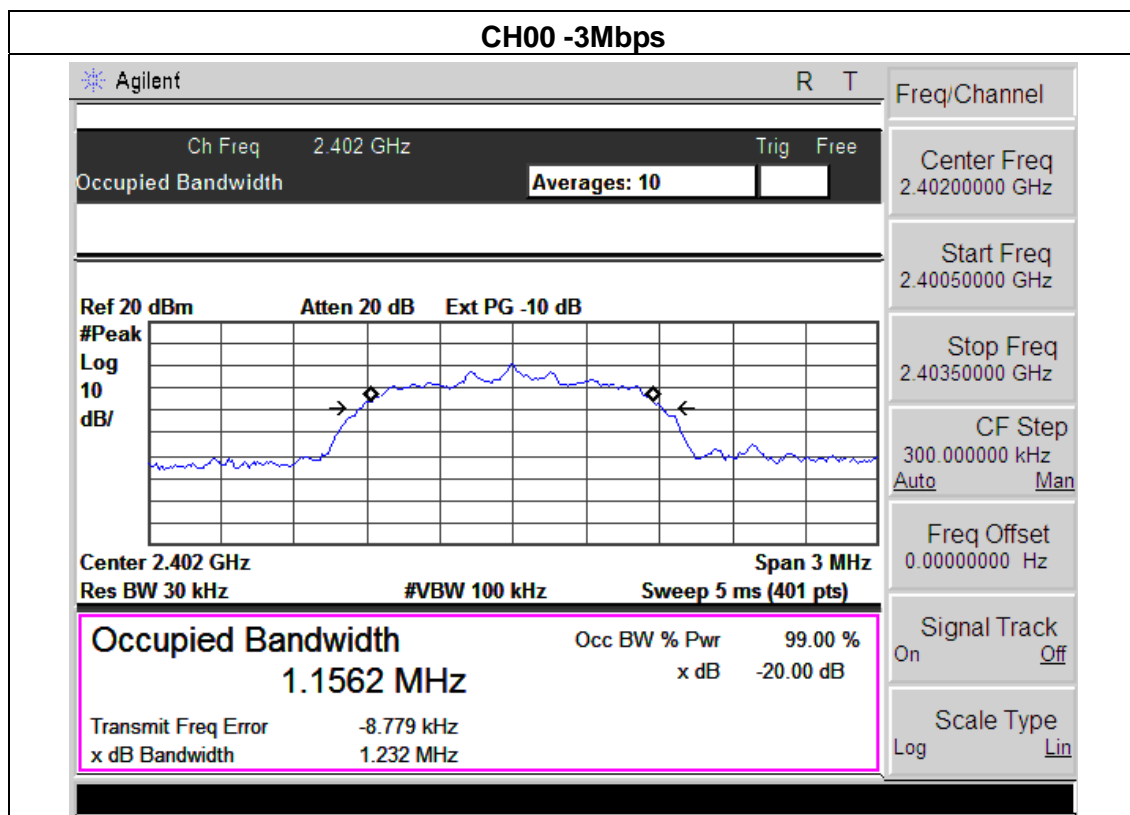 CH00 -3Mbps
Agilent
R T
Ch Freq 2.402 GHz
Trig Free
Occupied Bandwidth
Averages: 10
Ref 20 dBm
Atten 20 dB
Ext PG -10 dB
#Peak
Log
10
dB/
Center 2.402 GHz
Span 3 MHz
Res BW 30 kHz
#VBW 100 kHz
Sweep 5 ms (401 pts)
Occupied Bandwidth
1.1562 MHz
Occ BW % Pwr 99.00 %
x dB -20.00 dB
Transmit Freq Error -8.779 kHz
x dB Bandwidth 1.232 MHz
Freq/Channel
Center Freq
2.40200000 GHz
Start Freq
2.40050000 GHz
Stop Freq
2.40350000 GHz
CF Step
300.000000 kHz
Auto Man
Freq Offset
0.00000000 Hz
Signal Track
On Off
Scale Type
Log Lin